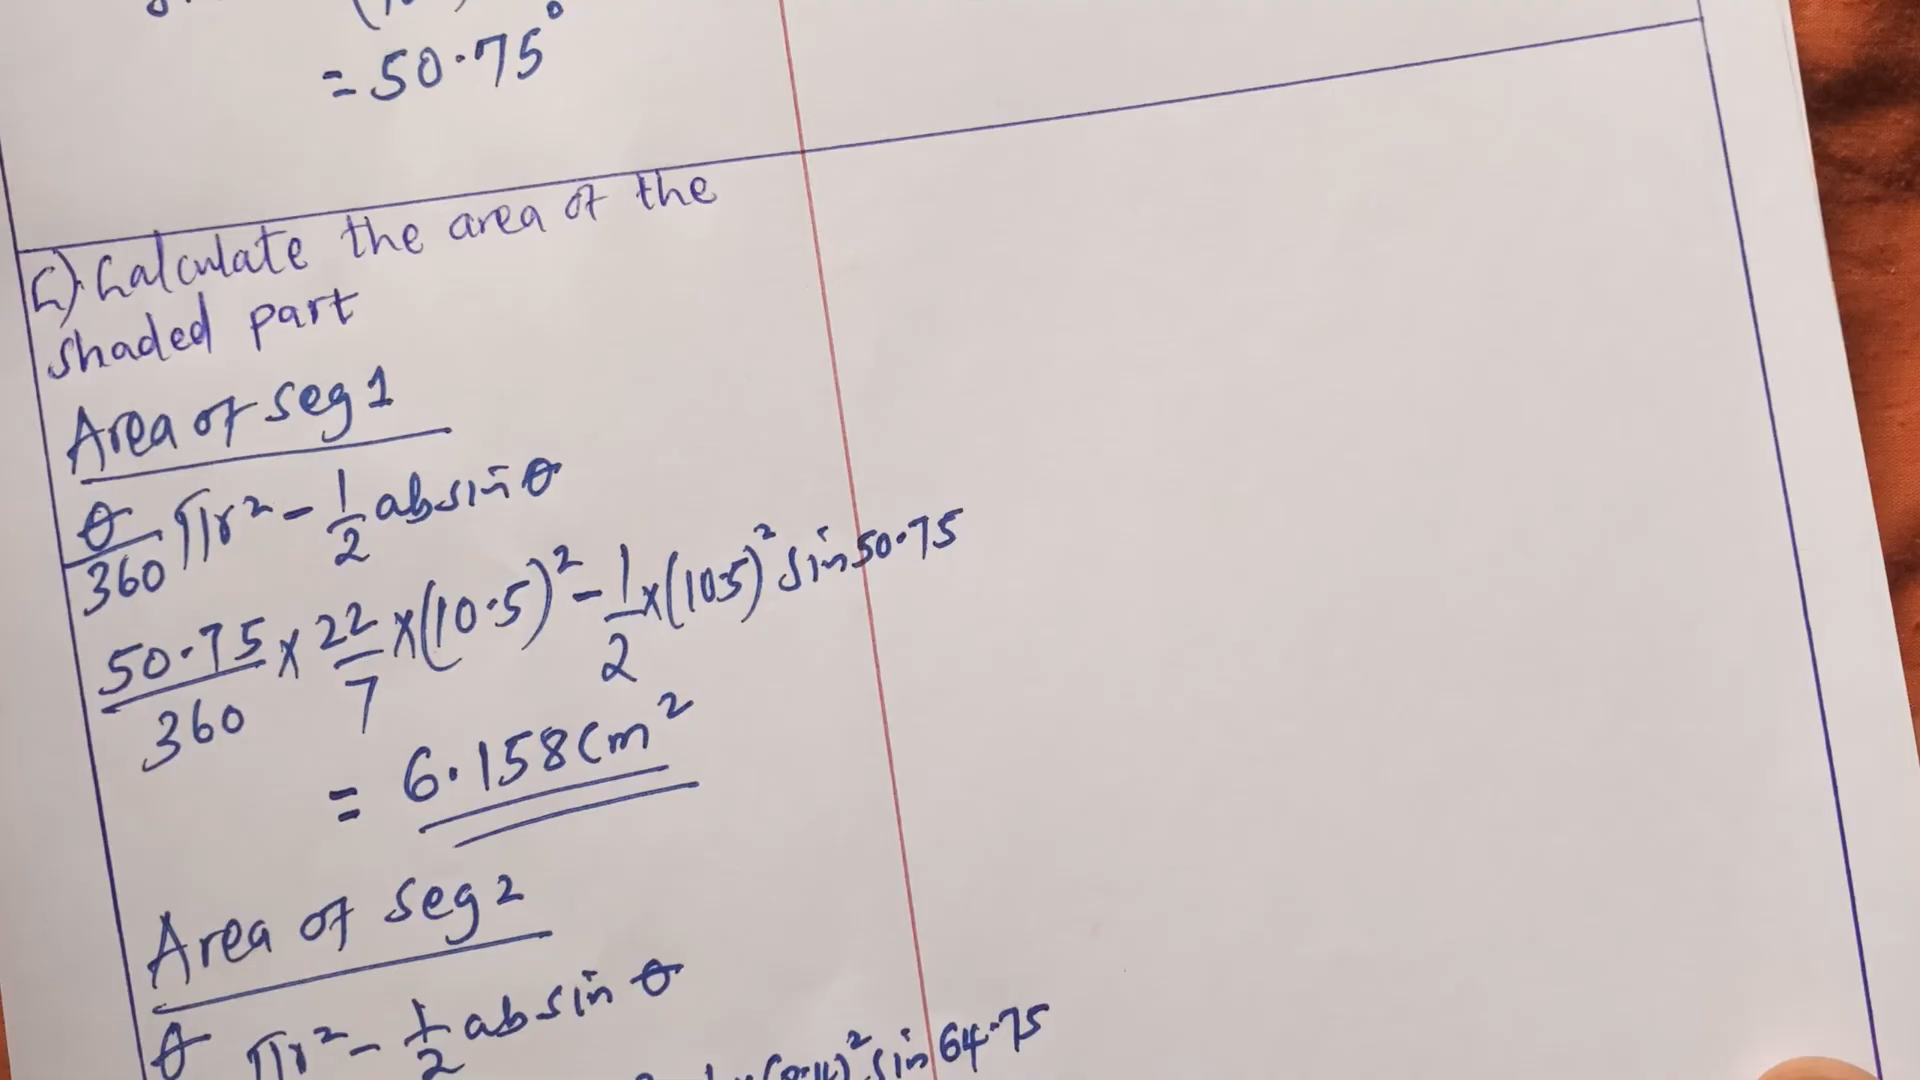 = 50.75°
C). Calculate the area of the
shaded part
Area of seg 1
θ/360 πr² - 1/2 ab sin θ
50.75/360 × 22/7 × (10.5)² - 1/2 × (10.5)² sin 50.75
= 6.158 cm²
Area of seg 2
θ πr² - 1/2 ab sin θ
² sin 64.75